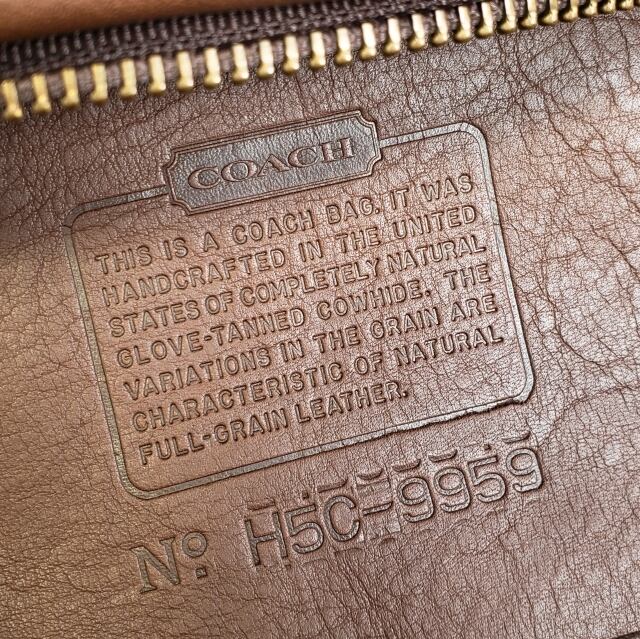 COACH
THIS IS A COACH BAG. IT WAS
HANDCRAFTED IN THE UNITED
STATES OF COMPLETELY NATURAL
GLOVE-TANNED COWHIDE. THE
VARIATIONS IN THE GRAIN ARE
CHARACTERISTIC OF NATURAL
FULL-GRAIN LEATHER.
Nº H5C-9959